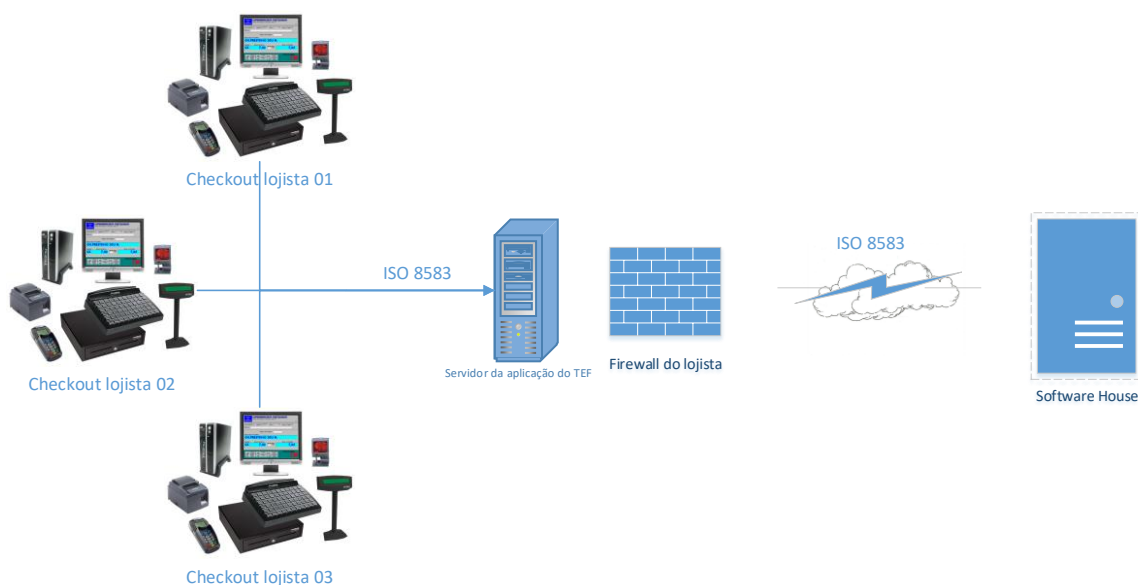 Checkout lojista 01
ISO 8583
ISO 8583
Checkout lojista 02
Servidor da aplicação do TEF
Firewall do lojista
Software House
Checkout lojista 03